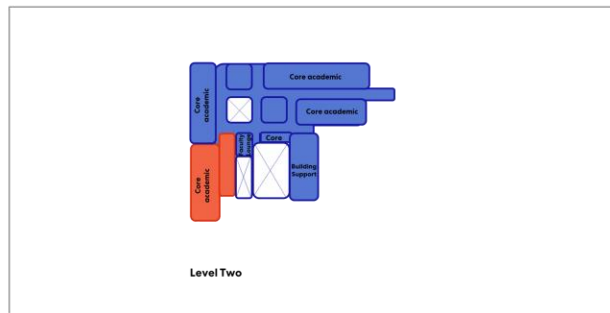 Core academic
Core
academic
Core academic
Faculty
Lounge
Core
Building
Support
Core
academic
Level Two